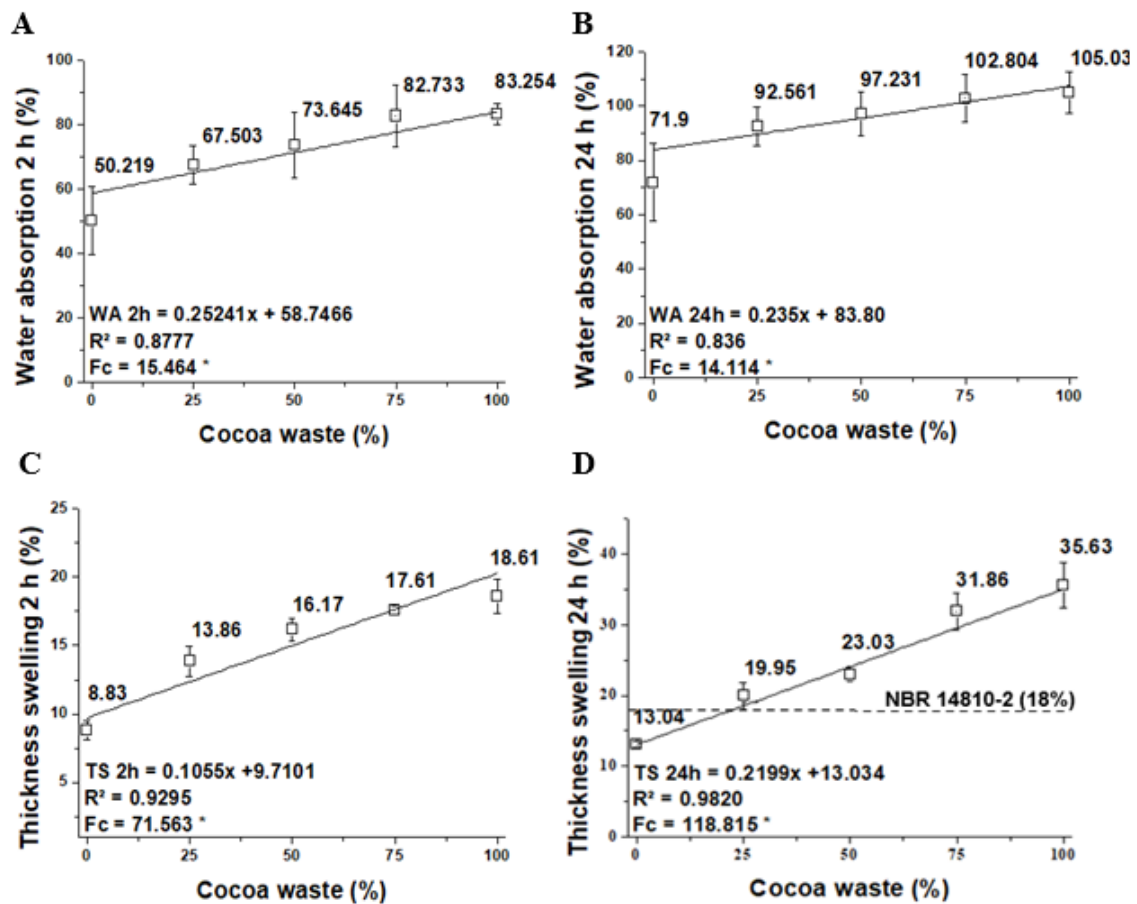 A
Water absorption 2 h (%)
100
80
60
40
20
0
50.219
67.503
73.645
82.733
83.254
WA 2h = 0.25241x + 58.7466
R² = 0.8777
Fc = 15.464 *
0 25 50 75 100
Cocoa waste (%)
B
Water absorption 24 h (%)
120
100
80
60
40
20
0
71.9
92.561
97.231
102.804
105.03
WA 24h = 0.235x + 83.80
R² = 0.836
Fc = 14.114 *
0 25 50 75 100
Cocoa waste (%)
C
Thickness swelling 2 h (%)
25
20
15
10
5
8.83
13.86
16.17
17.61
18.61
TS 2h = 0.1055x +9.7101
R² = 0.9295
Fc = 71.563 *
0 25 50 75 100
Cocoa waste (%)
D
Thickness swelling 24 h (%)
40
30
20
10
0
13.04
19.95
23.03
31.86
35.63
NBR 14810-2 (18%)
TS 24h = 0.2199x +13.034
R² = 0.9820
Fc = 118.815 *
0 25 50 75 100
Cocoa waste (%)